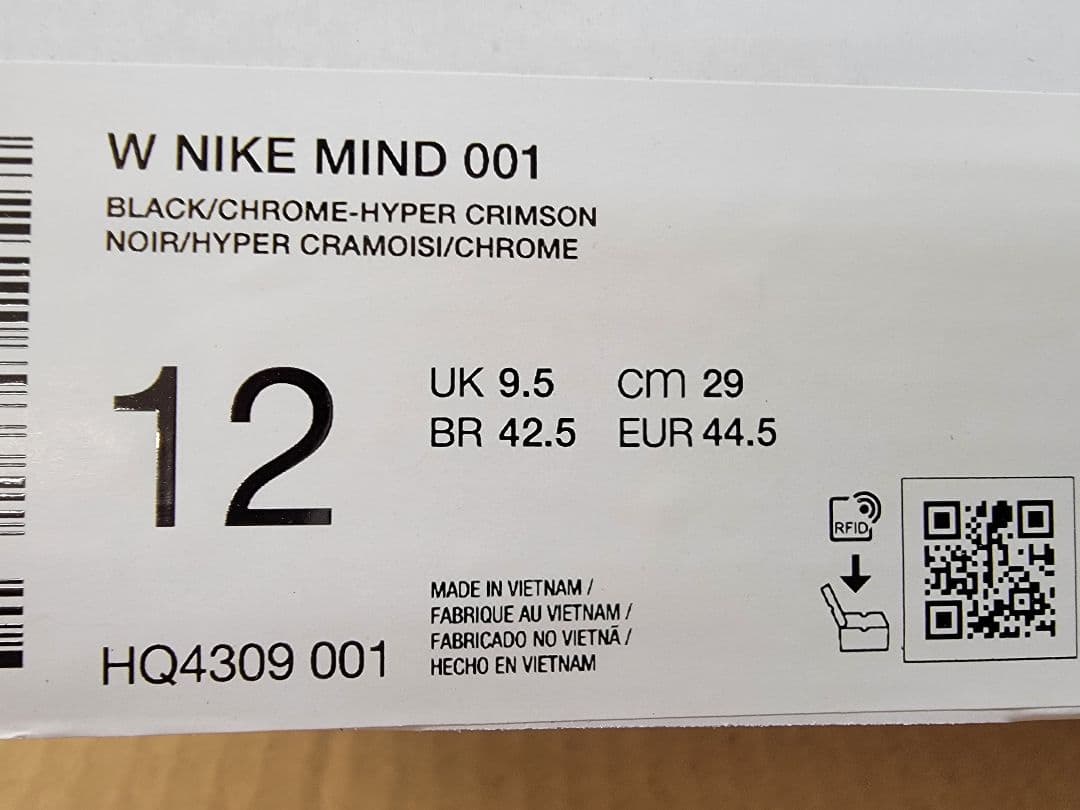 W NIKE MIND 001
BLACK/CHROME-HYPER CRIMSON
NOIR/HYPER CRAMOISI/CHROME
12
UK 9.5 CM 29
BR 42.5 EUR 44.5
RFID
MADE IN VIETNAM /
FABRIQUE AU VIETNAM /
FABRICADO NO VIETNÃ /
HECHO EN VIETNAM
HQ4309 001